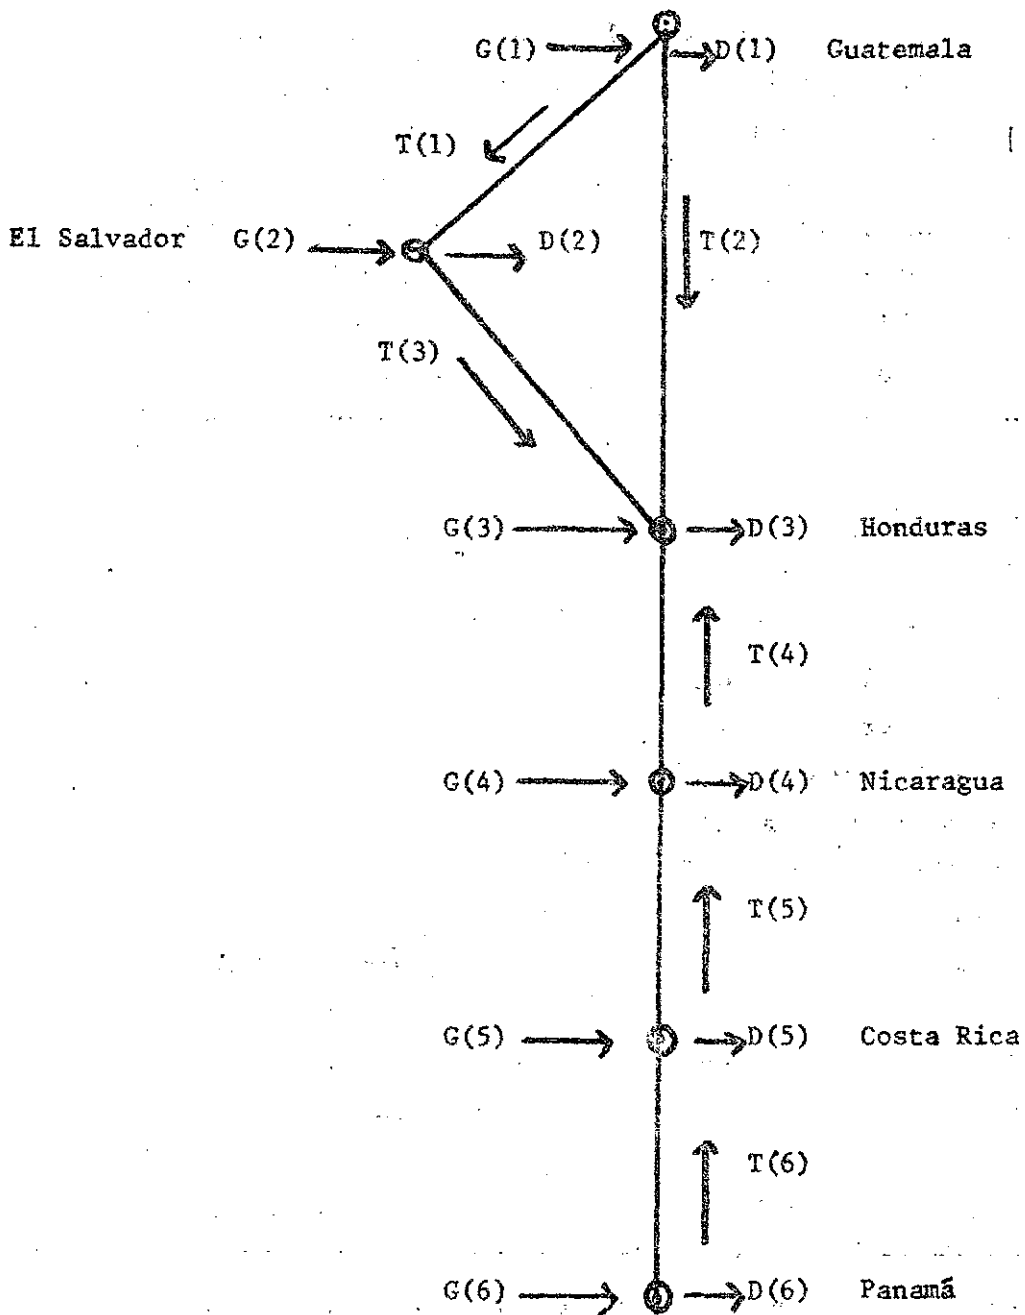 G(1) D(1) Guatemala
T(1)
El Salvador G(2) D(2) T(2)
T(3)
G(3) D(3) Honduras
T(4)
G(4) D(4) Nicaragua
T(5)
G(5) D(5) Costa Rica
T(6)
G(6) D(6) Panamá